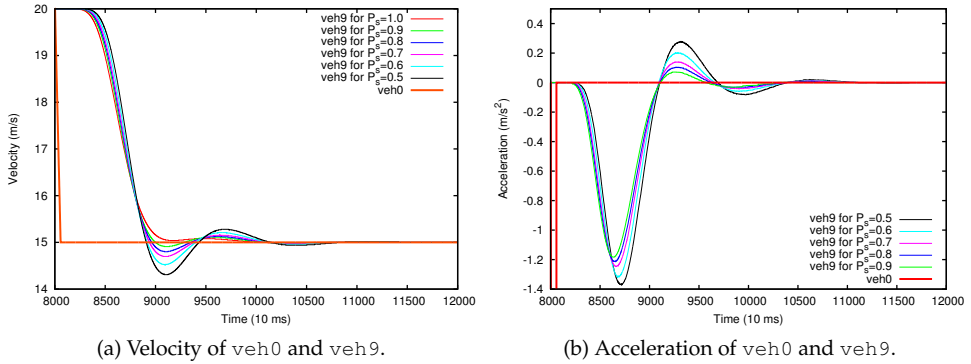 20
19
18
17
16
15
14
Velocity (m/s)
8000 8500 9000 9500 10000 10500 11000 11500 12000
Time (10 ms)
veh9 for Ps=1.0
veh9 for Ps=0.9
veh9 for Ps=0.8
veh9 for Ps=0.7
veh9 for Ps=0.6
veh9 for Ps=0.5
veh0
(a) Velocity of veh0 and veh9.
0.4
0.2
0
-0.2
-0.4
-0.6
-0.8
-1
-1.2
-1.4
Acceleration (m/s²)
8000 8500 9000 9500 10000 10500 11000 11500 12000
Time (10 ms)
veh9 for Ps=0.5
veh9 for Ps=0.6
veh9 for Ps=0.7
veh9 for Ps=0.8
veh9 for Ps=0.9
veh0
(b) Acceleration of veh0 and veh9.